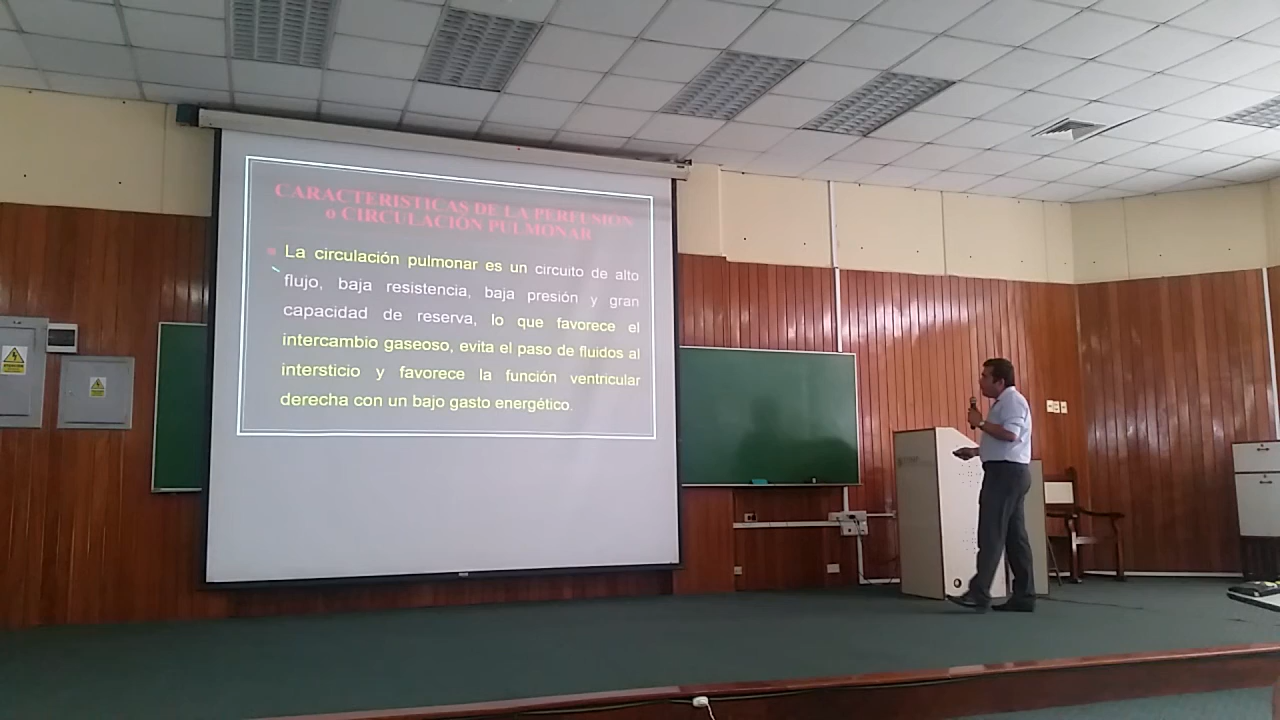 CARACTERISTICAS DE LA PERFUSIÓN
o CIRCULACIÓN PULMONAR
La circulación pulmonar es un circuito de alto
flujo, baja resistencia, baja presión y gran
capacidad de reserva, lo que favorece el
intercambio gaseoso, evita el paso de fluidos al
intersticio y favorece la función ventricular
derecha con un bajo gasto energético.